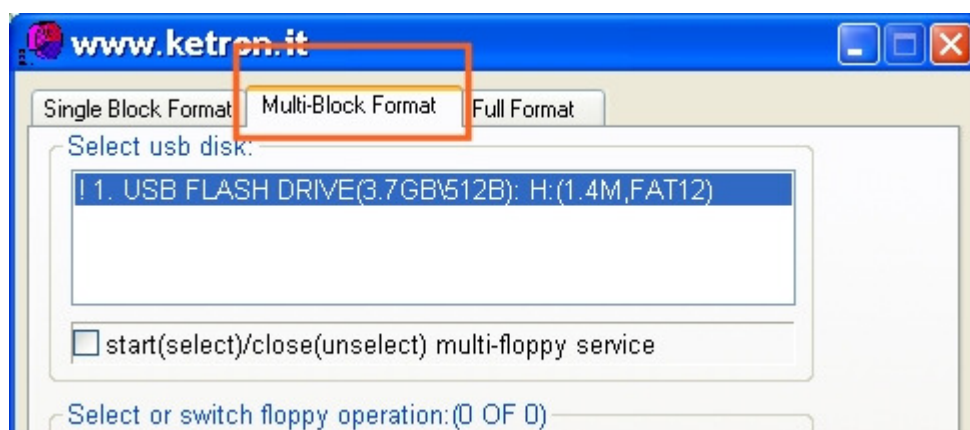 www.ketron.it
Single Block Format Multi-Block Format Full Format
Select usb disk:
! 1. USB FLASH DRIVE(3.7GB\512B): H:(1.4M,FAT12)
start(select)/close(unselect) multi-floppy service
Select or switch floppy operation:(0 OF 0)